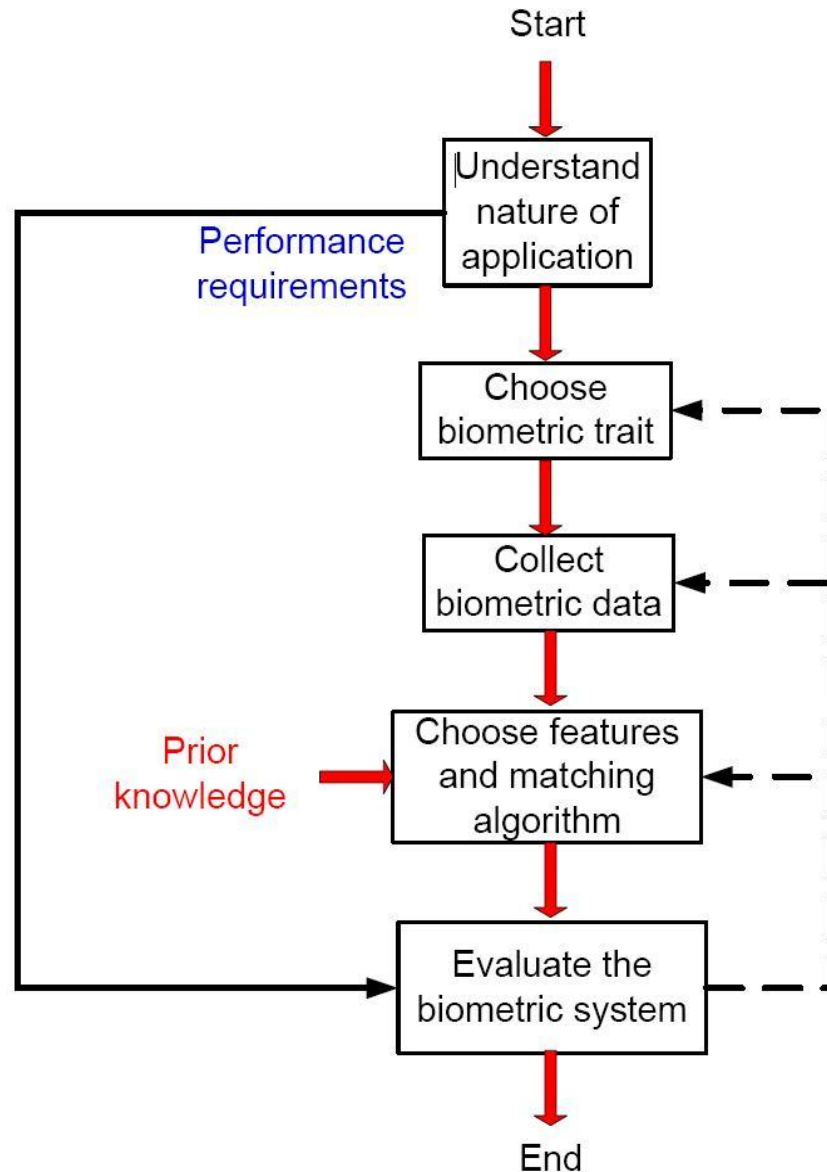 Start
Understand
nature of
application
Performance
requirements
Choose
biometric trait
Collect
biometric data
Choose features
and matching
algorithm
Prior
knowledge
Evaluate the
biometric system
End